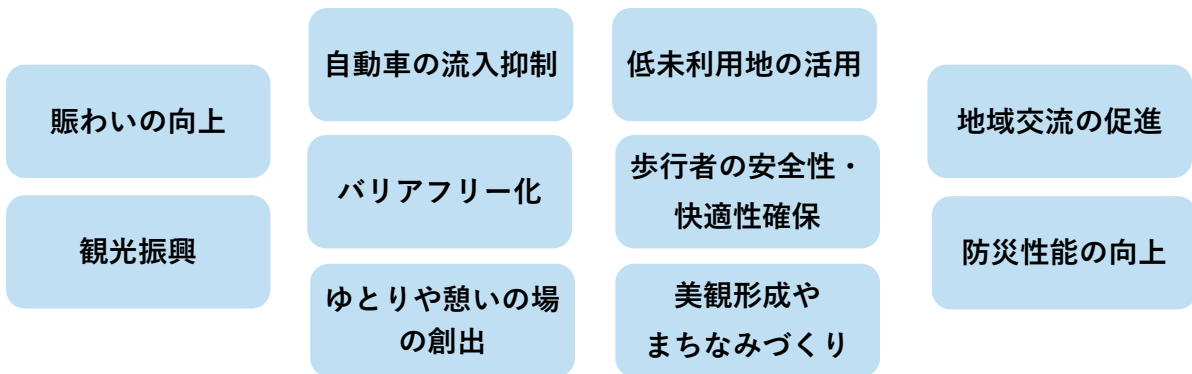 賑わいの向上
観光振興
自動車の流入抑制
バリアフリー化
ゆとりや憩いの場
の創出
低未利用地の活用
歩行者の安全性・
快適性確保
美観形成や
まちなみづくり
地域交流の促進
防災性能の向上